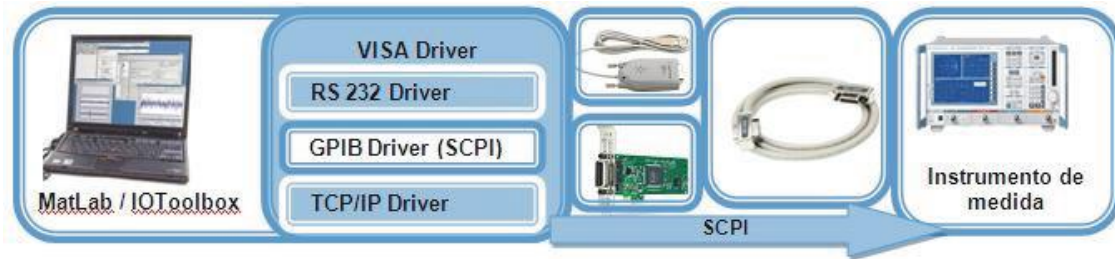 MatLab / IOToolbox
VISA Driver
RS 232 Driver
GPIB Driver (SCPI)
TCP/IP Driver
SCPI
Instrumento de
medida